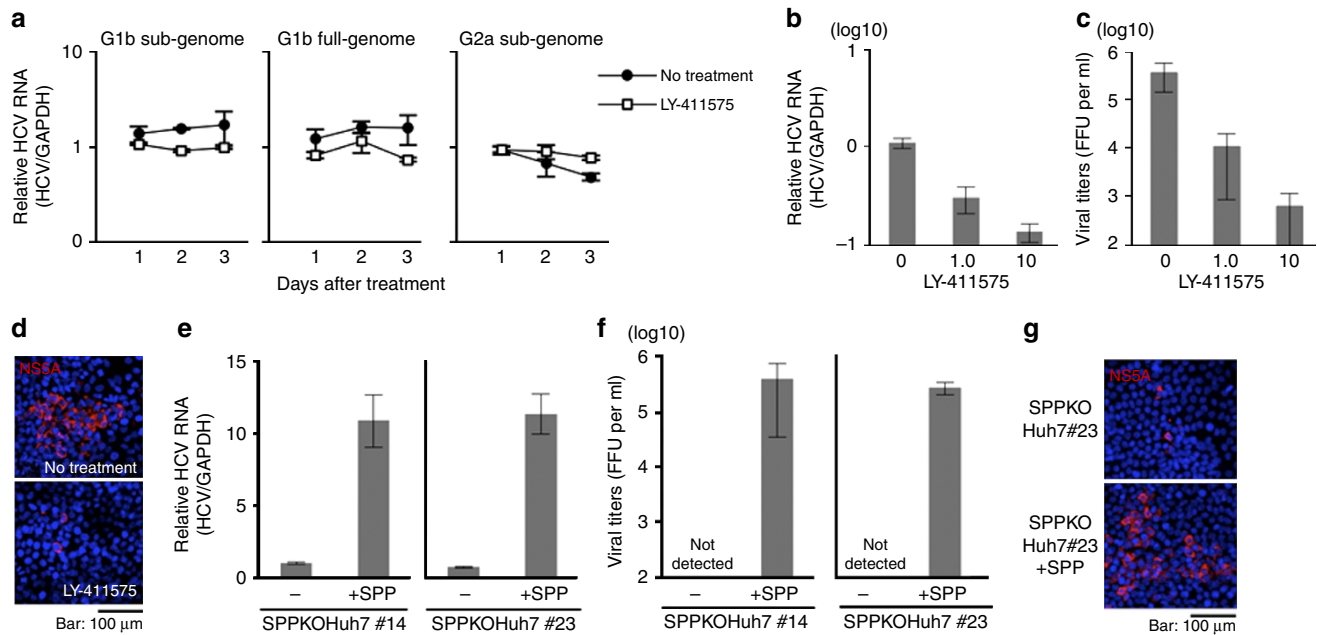 a
G1b sub-genome
G1b full-genome
G2a sub-genome
Relative HCV RNA
(HCV/GAPDH)
10
1
0
No treatment
LY-411575
1 2 3
1 2 3
1 2 3
Days after treatment
b
(log10)
Relative HCV RNA
(HCV/GAPDH)
1
0
–1
0 1.0 10
LY-411575
c
(log10)
Viral titers (FFU per ml)
6
5
4
3
2
0 1.0 10
LY-411575
d
NS5A
No treatment
LY-411575
Bar: 100 µm
e
Relative HCV RNA
(HCV/GAPDH)
15
10
5
0
– +SPP
SPPKOHuh7 #14
– +SPP
SPPKOHuh7 #23
f
(log10)
Viral titers (FFU per ml)
6
5
4
3
2
Not
detected
– +SPP
SPPKOHuh7 #14
Not
detected
– +SPP
SPPKOHuh7 #23
g
SPPKO
Huh7#23
NS5A
SPPKO
Huh7#23
+SPP
Bar: 100 µm